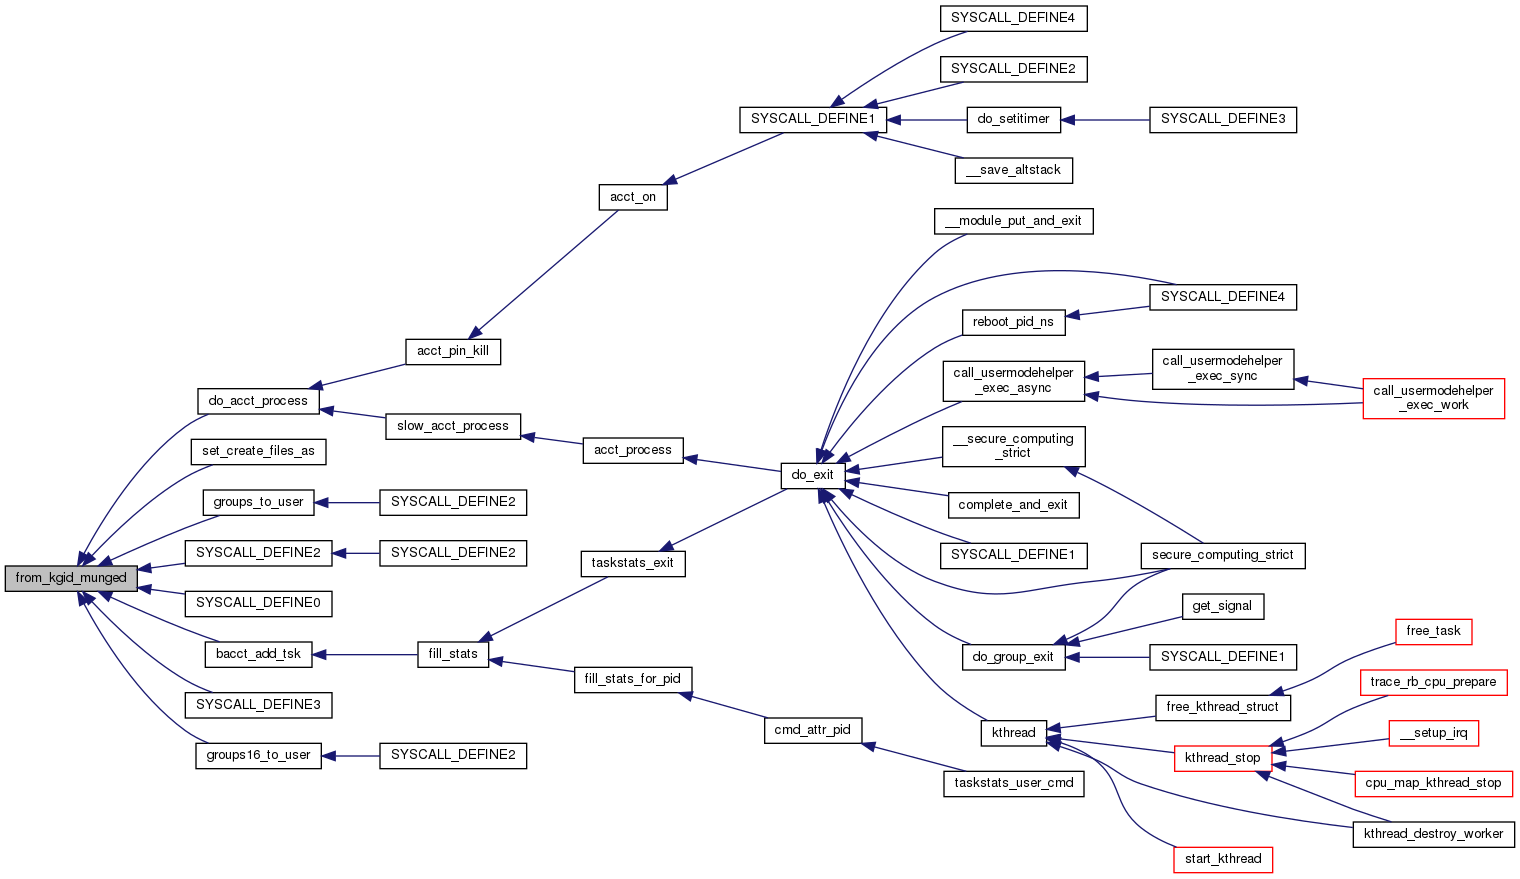 SYSCALL_DEFINE4
SYSCALL_DEFINE2
SYSCALL_DEFINE1
do_setitimer
SYSCALL_DEFINE3
__save_altstack
acct_on
__module_put_and_exit
SYSCALL_DEFINE4
reboot_pid_ns
acct_pin_kill
call_usermodehelper
_exec_async
call_usermodehelper
_exec_sync
call_usermodehelper
_exec_work
do_acct_process
slow_acct_process
set_create_files_as
acct_process
__secure_computing
_strict
do_exit
groups_to_user
SYSCALL_DEFINE2
complete_and_exit
SYSCALL_DEFINE2
SYSCALL_DEFINE2
SYSCALL_DEFINE1
secure_computing_strict
taskstats_exit
from_kgid_munged
SYSCALL_DEFINE0
get_signal
free_task
bacct_add_tsk
fill_stats
do_group_exit
SYSCALL_DEFINE1
fill_stats_for_pid
trace_rb_cpu_prepare
SYSCALL_DEFINE3
free_kthread_struct
cmd_attr_pid
kthread
__setup_irq
groups16_to_user
SYSCALL_DEFINE2
kthread_stop
taskstats_user_cmd
cpu_map_kthread_stop
kthread_destroy_worker
start_kthread